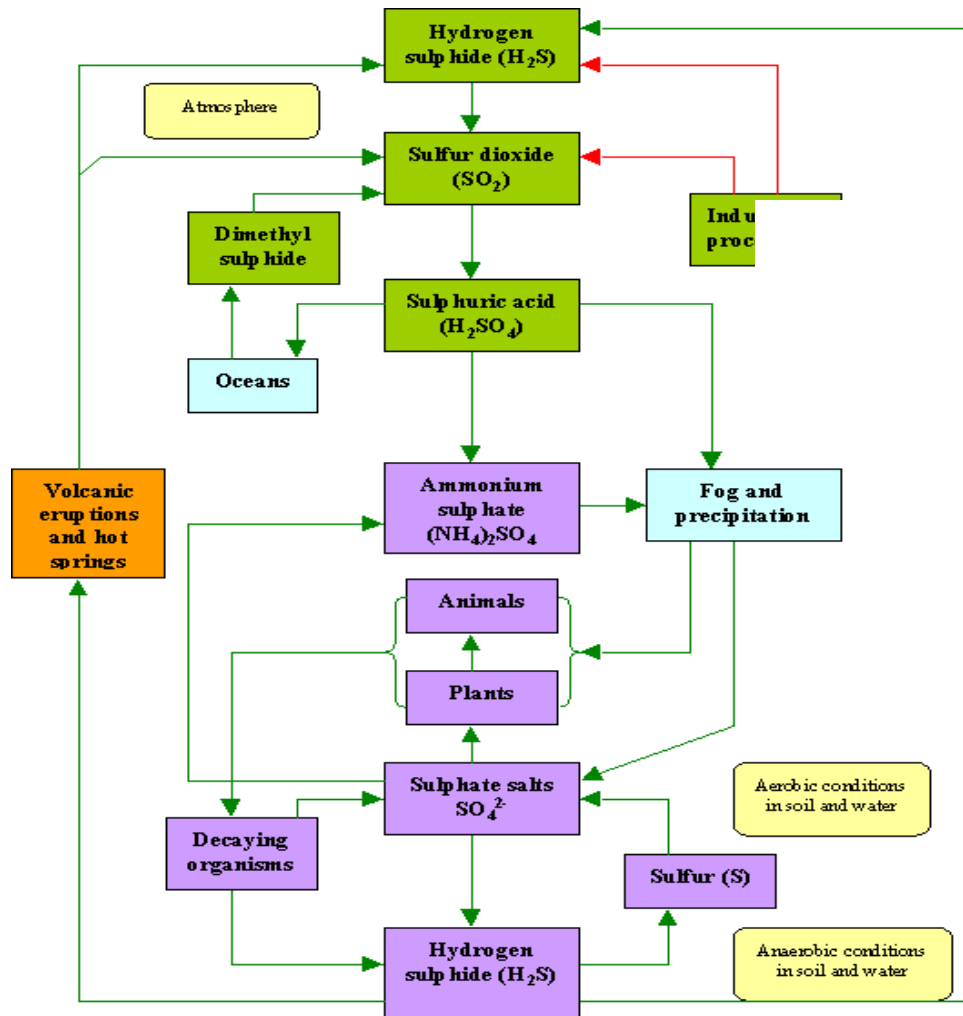 Hydrogen
sulphide (H₂S)
Atmosphere
Sulfur dioxide
(SO₂)
Indu
proce
Dimethyl
sulphide
Sulphuric acid
(H₂SO₄)
Oceans
Volcanic
eruptions
and hot
springs
Ammonium
sulphate
(NH₄)₂SO₄
Fog and
precipitation
Animals
Plants
Sulphate salts
SO₄²⁻
Aerobic conditions
in soil and water
Decaying
organisms
Sulfur (S)
Hydrogen
sulphide (H₂S)
Anaerobic conditions
in soil and water